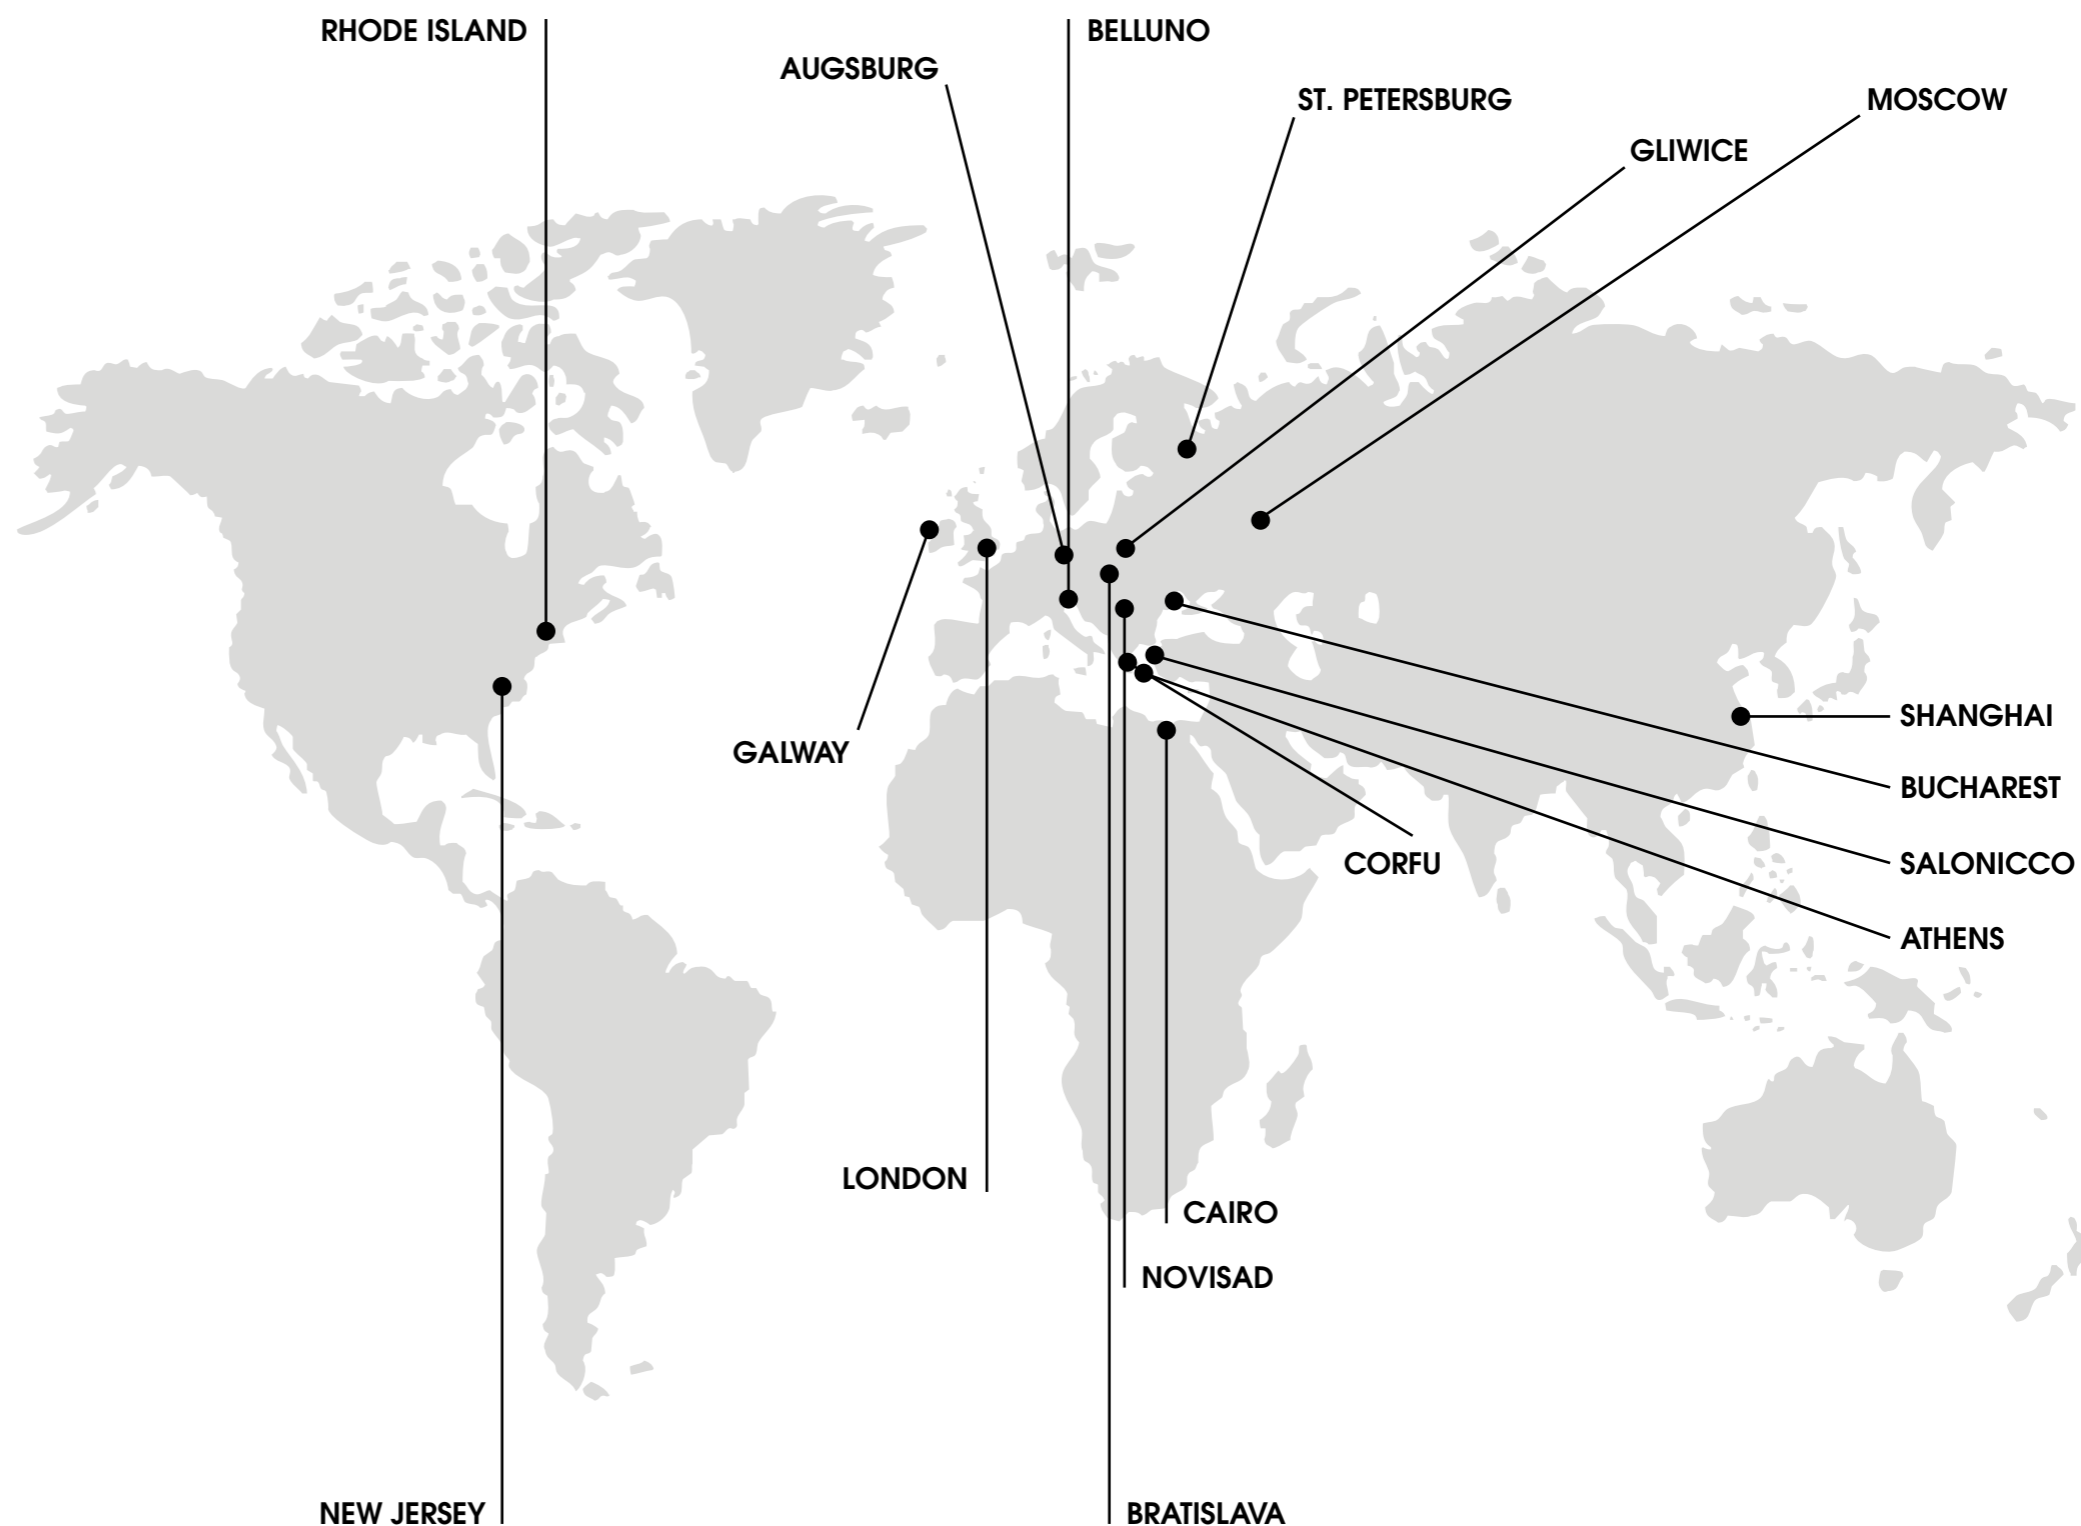 RHODE ISLAND
BELLUNO
AUGSBURG
ST. PETERSBURG
MOSCOW
GLIWICE
SHANGHAI
GALWAY
BUCHAREST
CORFU
SALONICCO
ATHENS
LONDON
CAIRO
NOVISAD
NEW JERSEY
BRATISLAVA